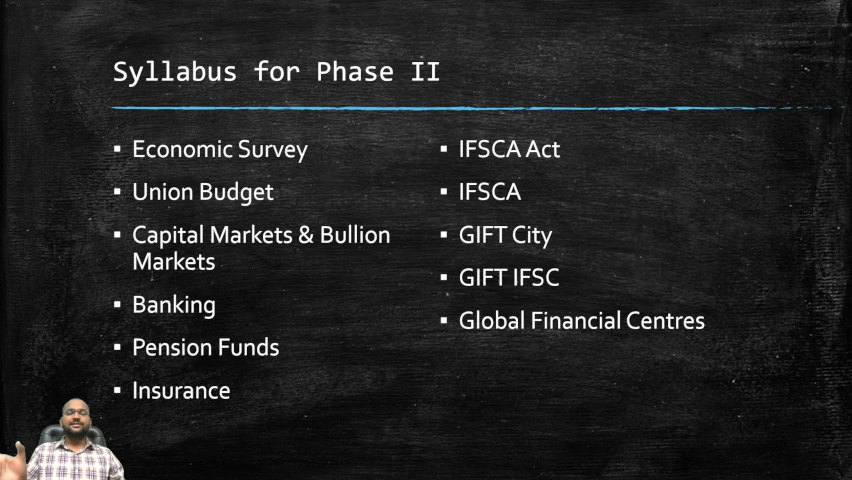 Syllabus for Phase II
Economic Survey
Union Budget
Capital Markets & Bullion
Markets
Banking
Pension Funds
Insurance
IFSCA Act
IFSCA
GIFT City
GIFT IFSC
Global Financial Centres